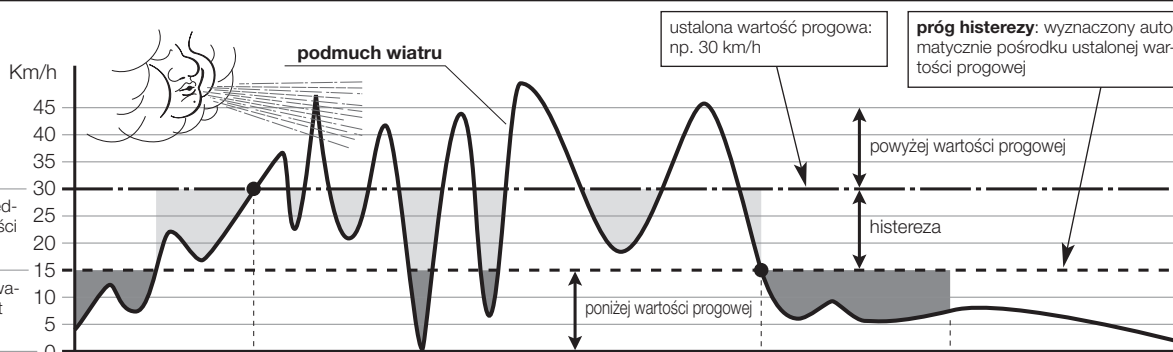 ustalona wartość progowa:
np. 30 km/h
próg histerezy: wyznaczony auto-
matycznie pośrodku ustalonej war-
tości progowej
podmuch wiatru
Km/h
45
40
35
30
25
20
15
10
5
0
powyżej wartości progowej
histereza
poniżej wartości progowej